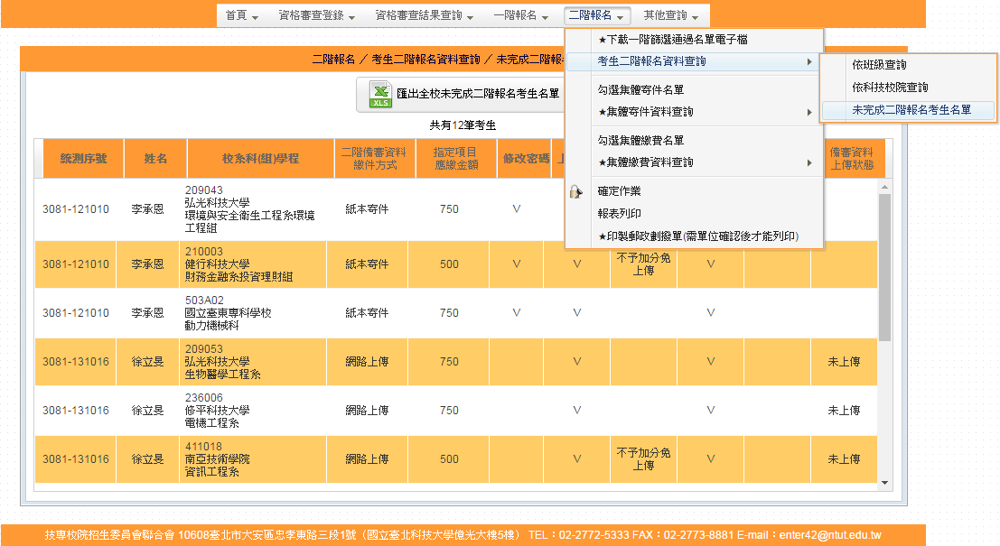 首頁 資格審查登錄 資格審查結果查詢 一階報名 二階報名 其他查詢
★下載一階篩選通過名單電子檔
考生二階報名資料查詢
勾選集體寄件名單
★集體寄件資料查詢
勾選集體繳費名單
★集體繳費資料查詢
確定作業
報表列印
★印製郵政劃撥單(需單位確認後才能列印)
依班級查詢
依科技校院查詢
未完成二階報名考生名單
二階報名 ／ 考生二階報名資料查詢 ／ 未完成二階報名
XLS 匯出全校未完成二階報名考生名單
共有12筆考生
統測序號 姓名 校系科(組)學程 二階備審資料 繳件方式 指定項目 應繳金額 修改密碼 上 備審資料 上傳狀態
209043
3081-121010 李承恩 弘光科技大學 紙本寄件 750 V
環境與安全衛生工程系環境
工程組
210003
3081-121010 李承恩 健行科技大學 紙本寄件 500 V V 不予加分免 上傳 V
財務金融系投資理財組
503A02
3081-121010 李承恩 國立臺東專科學校 紙本寄件 750 V V V
動力機械科
209053
3081-131016 徐立旻 弘光科技大學 網路上傳 750 V V 未上傳
生物醫學工程系
236006
3081-131016 徐立旻 修平科技大學 網路上傳 750 V V 未上傳
電機工程系
411018
3081-131016 徐立旻 南亞技術學院 網路上傳 500 V 不予加分免 上傳 V 未上傳
資訊工程系
技專校院招生委員會聯合會 10608臺北市大安區忠孝東路三段1號（國立臺北科技大學億光大樓5樓） TEL：02-2772-5333 FAX：02-2773-8881 E-mail：enter42@ntut.edu.tw